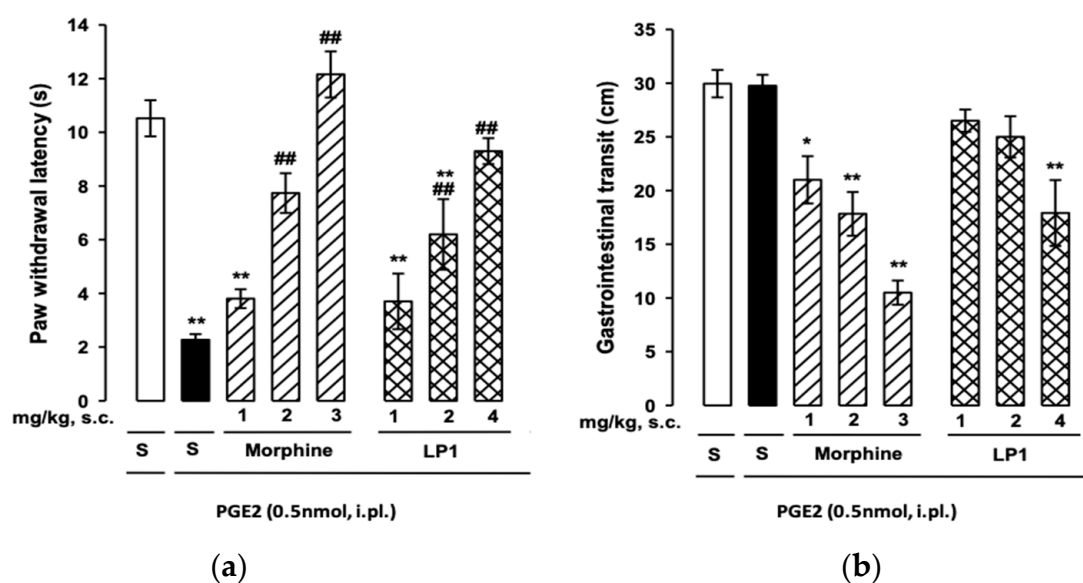 14
12
10
8
6
4
2
0
Paw withdrawal latency (s)
**
**
##
##
**
**
##
##
mg/kg, s.c.
1 2 3 1 2 4
S S Morphine LP1
PGE2 (0.5nmol, i.pl.)
(a)
35
30
25
20
15
10
5
0
Gastrointestinal transit (cm)
*
**
**
**
mg/kg, s.c.
1 2 3 1 2 4
S S Morphine LP1
PGE2 (0.5nmol, i.pl.)
(b)